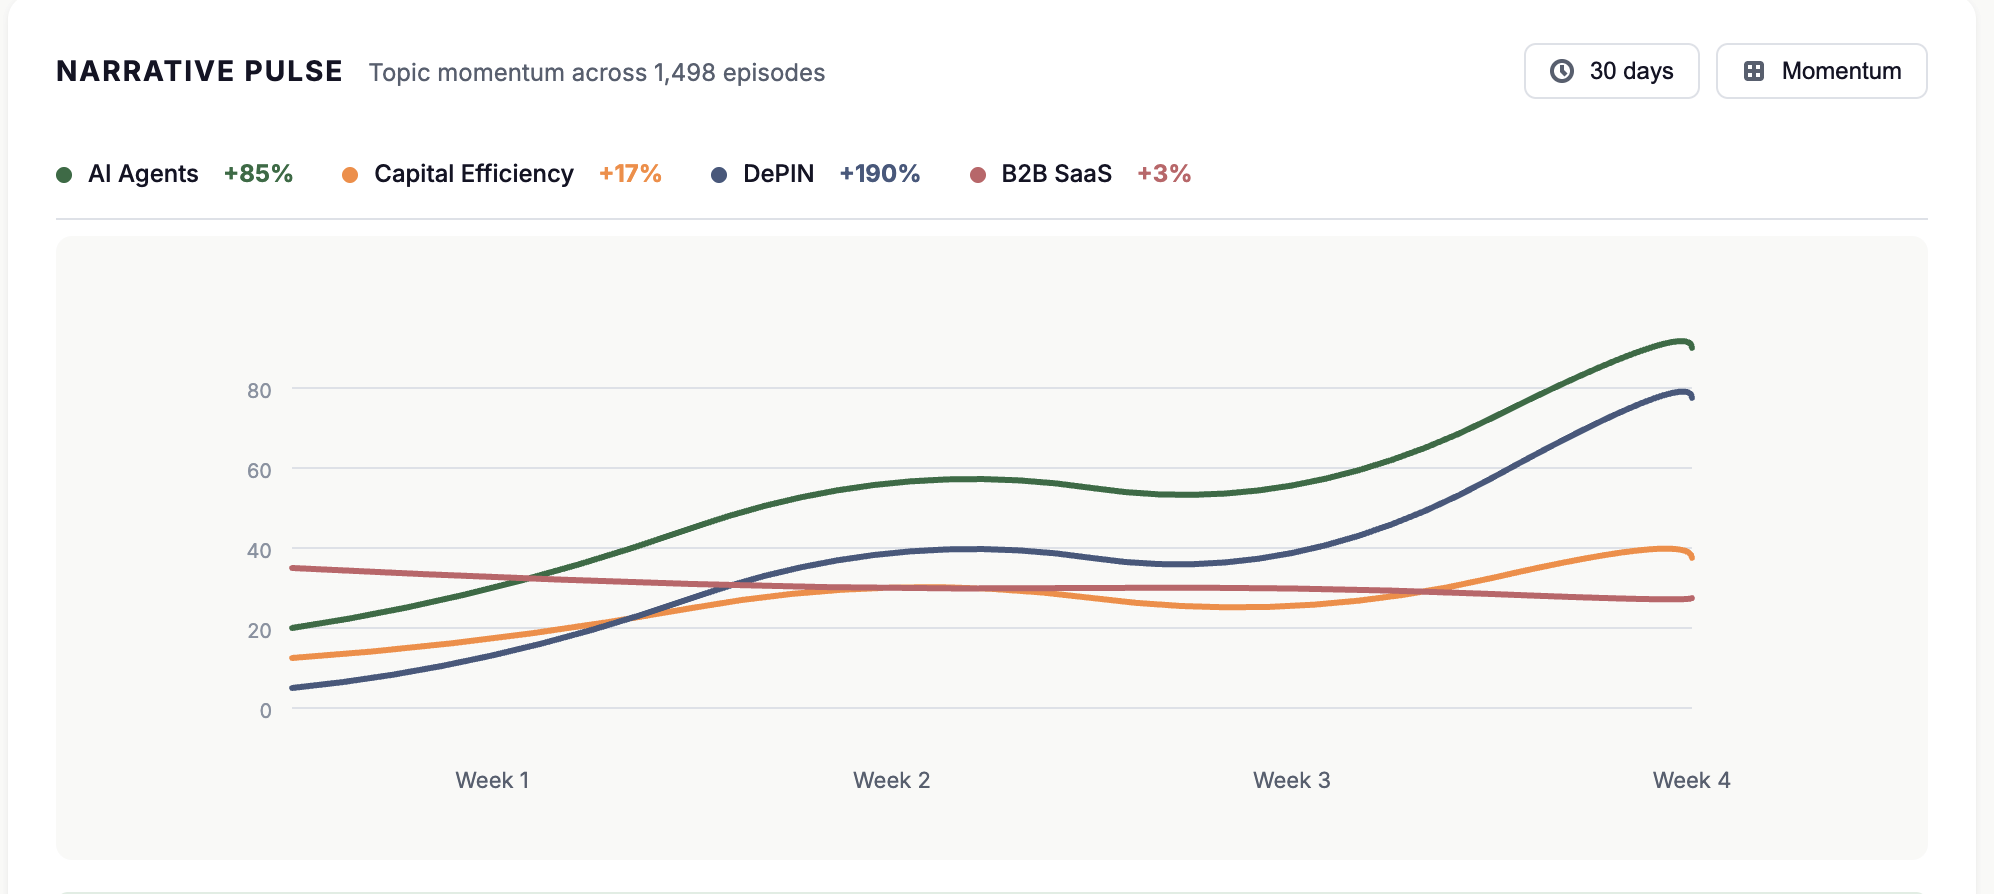 NARRATIVE PULSE Topic momentum across 1,498 episodes
30 days
Momentum
AI Agents +85% Capital Efficiency +17% DePIN +190% B2B SaaS +3%
80
60
40
20
0
Week 1 Week 2 Week 3 Week 4